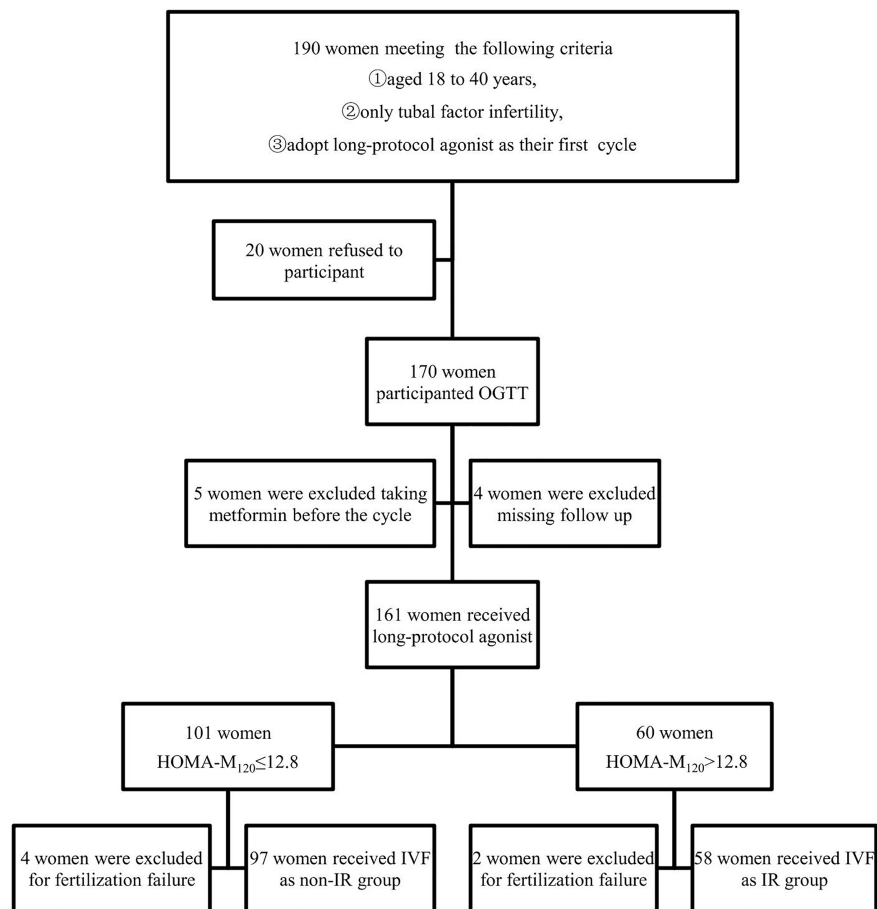 190 women meeting the following criteria
①aged 18 to 40 years,
②only tubal factor infertility,
③adopt long-protocol agonist as their first cycle
20 women refused to
participant
170 women
participanted OGTT
5 women were excluded taking
metformin before the cycle
4 women were excluded
missing follow up
161 women received
long-protocol agonist
101 women
HOMA-M120≤12.8
60 women
HOMA-M120>12.8
4 women were excluded
for fertilization failure
97 women received IVF
as non-IR group
2 women were excluded
for fertilization failure
58 women received IVF
as IR group